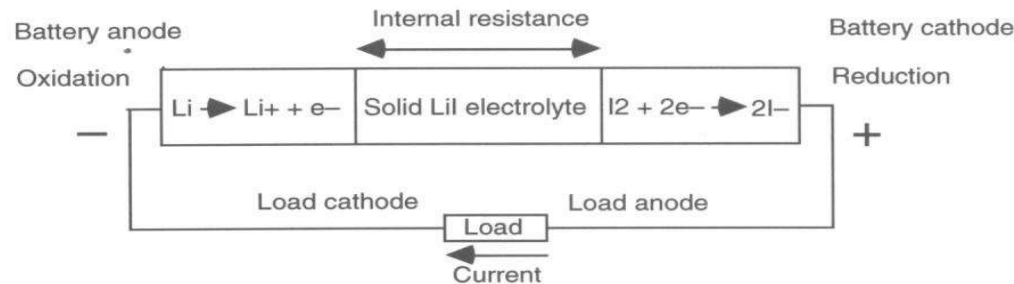 Internal resistance
Battery anode
Battery cathode
Oxidation
Reduction
Li → Li+ + e–
Solid LiI electrolyte
I2 + 2e– → 2I–
–
+
Load cathode
Load anode
Load
Current